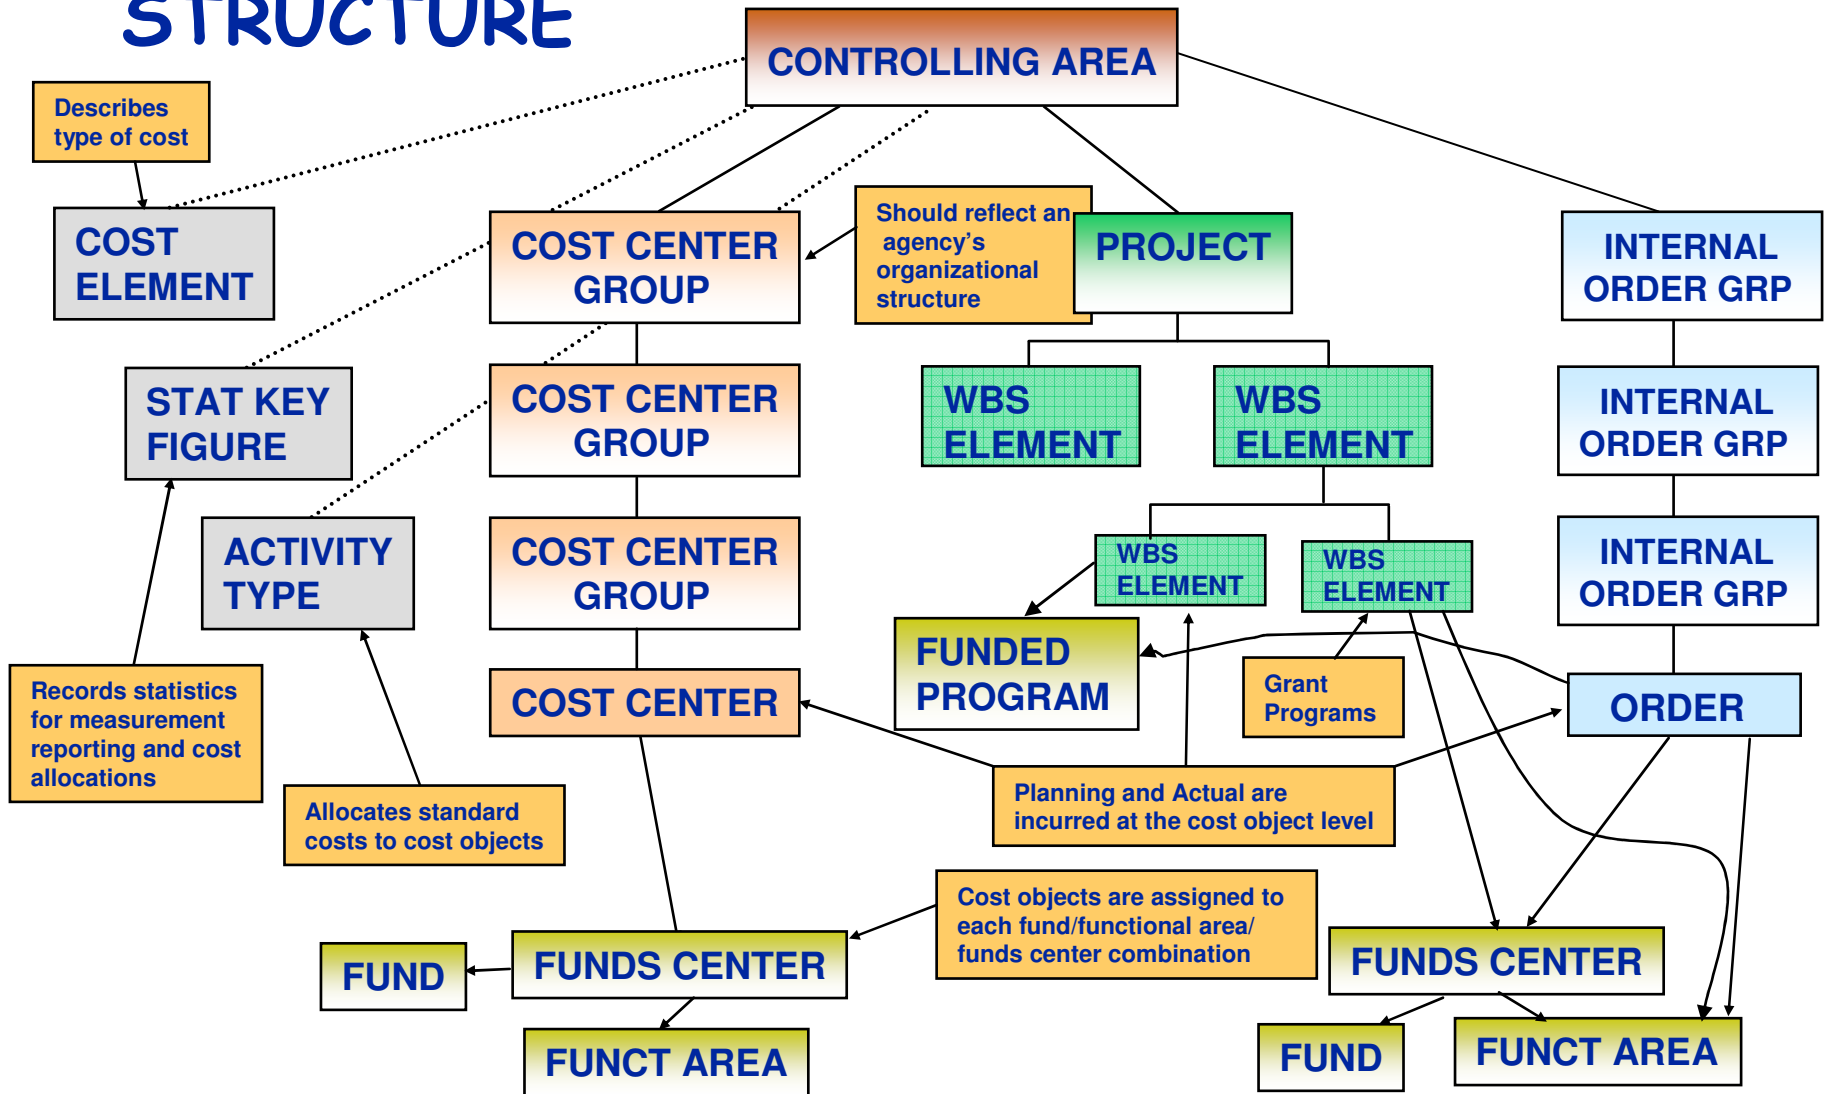 STRUCTURE
CONTROLLING AREA
Describes
type of cost
COST
ELEMENT
COST CENTER
GROUP
Should reflect an
agency’s
organizational
structure
PROJECT
INTERNAL
ORDER GRP
STAT KEY
FIGURE
COST CENTER
GROUP
WBS
ELEMENT
WBS
ELEMENT
INTERNAL
ORDER GRP
ACTIVITY
TYPE
COST CENTER
GROUP
WBS
ELEMENT
WBS
ELEMENT
INTERNAL
ORDER GRP
Records statistics
for measurement
reporting and cost
allocations
COST CENTER
FUNDED
PROGRAM
Grant
Programs
ORDER
Allocates standard
costs to cost objects
Planning and Actual are
incurred at the cost object level
Cost objects are assigned to
each fund/functional area/
funds center combination
FUND
FUNDS CENTER
FUNCT AREA
FUNDS CENTER
FUND
FUNCT AREA